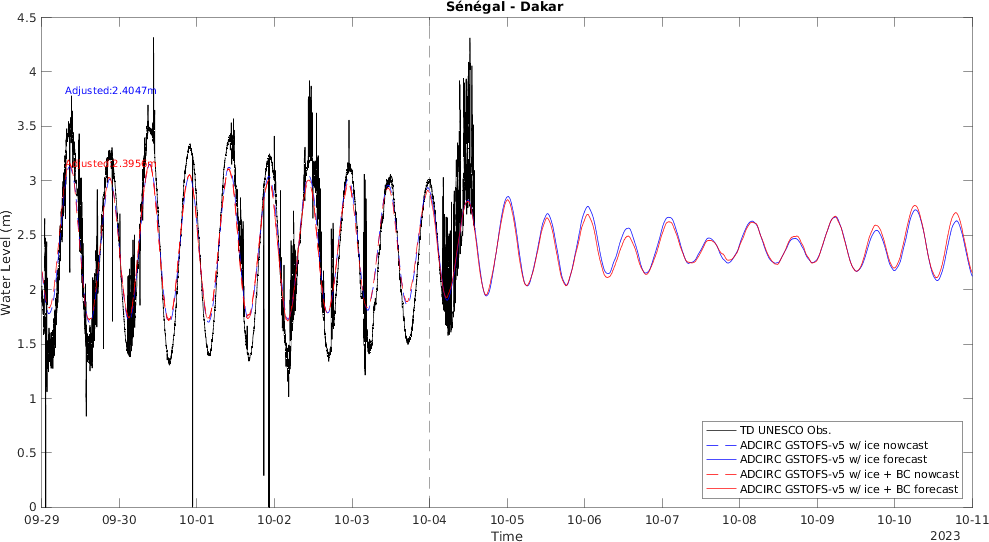 Sénégal - Dakar
4.5
4
3.5
3
2.5
2
1.5
1
0.5
0
Water Level (m)
Adjusted:2.4047m
Adjusted:2.3956m
TD UNESCO Obs.
ADCIRC GSTOFS-v5 w/ ice nowcast
ADCIRC GSTOFS-v5 w/ ice forecast
ADCIRC GSTOFS-v5 w/ ice + BC nowcast
ADCIRC GSTOFS-v5 w/ ice + BC forecast
09-29 09-30 10-01 10-02 10-03 10-04 10-05 10-06 10-07 10-08 10-09 10-10 10-11
Time
2023